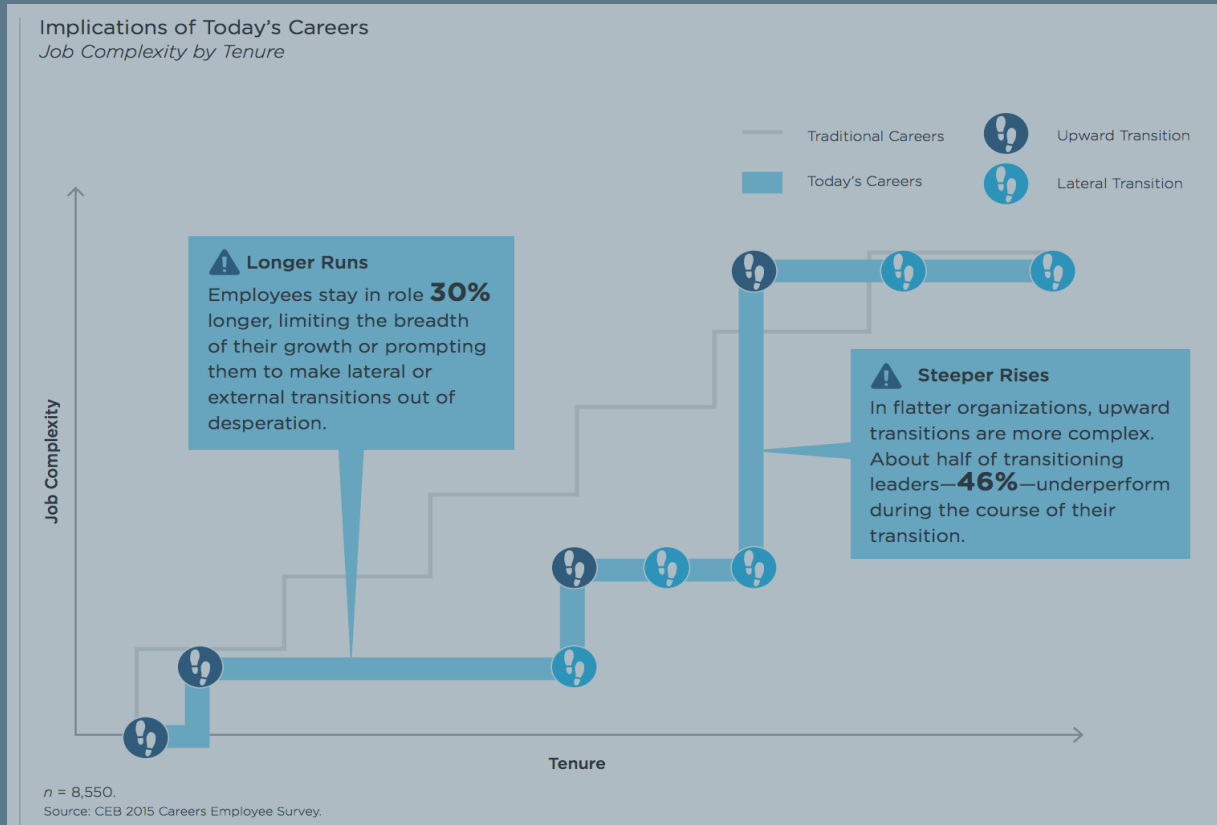 Implications of Today's Careers
Job Complexity by Tenure
Traditional Careers
Upward Transition
Today's Careers
Lateral Transition
Longer Runs
Employees stay in role 30%
longer, limiting the breadth
of their growth or prompting
them to make lateral or
external transitions out of
desperation.
Steeper Rises
In flatter organizations, upward
transitions are more complex.
About half of transitioning
leaders—46%—underperform
during the course of their
transition.
Job Complexity
Tenure
n = 8,550.
Source: CEB 2015 Careers Employee Survey.